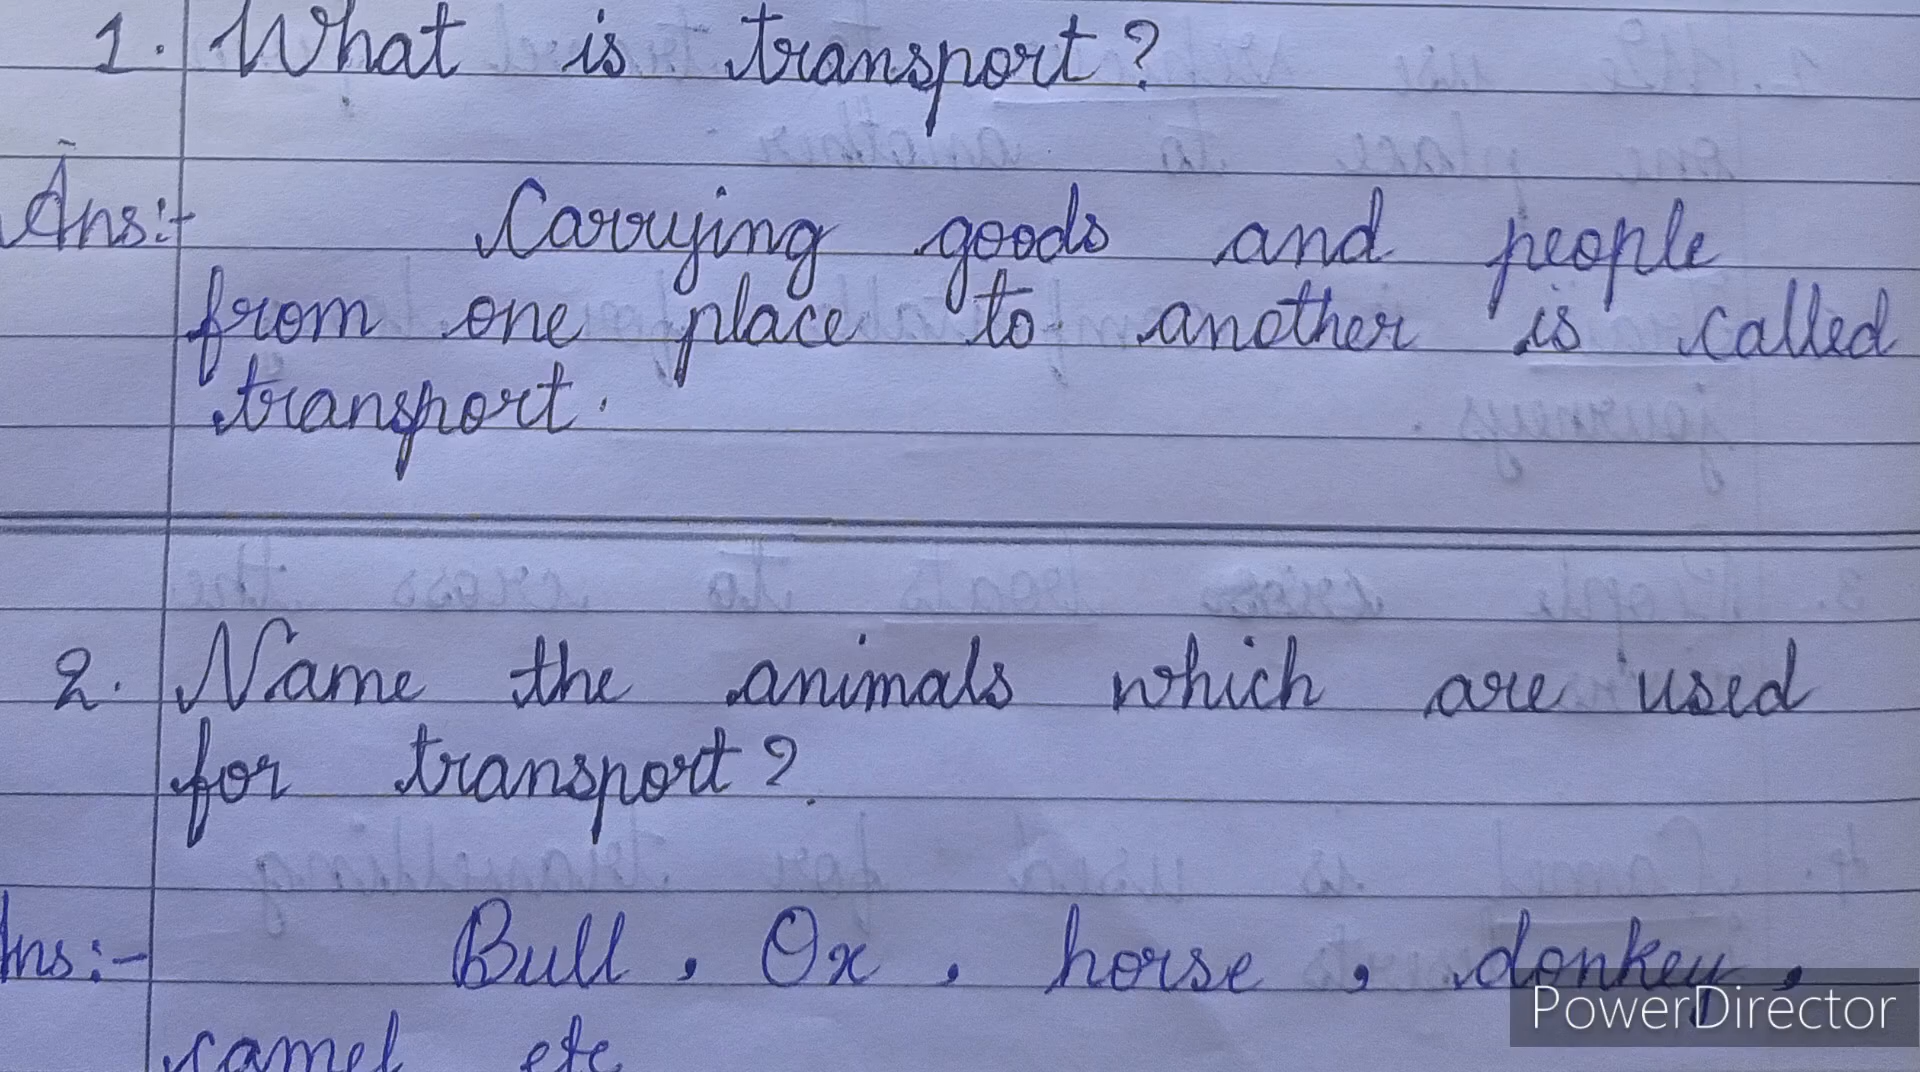 1. What is transport?
Ans:- Carrying goods and people
from one place to another is called
transport.
2. Name the animals which are used
for transport?
Ans:- Bull, Ox, horse, donkey,
camel etc
PowerDirector